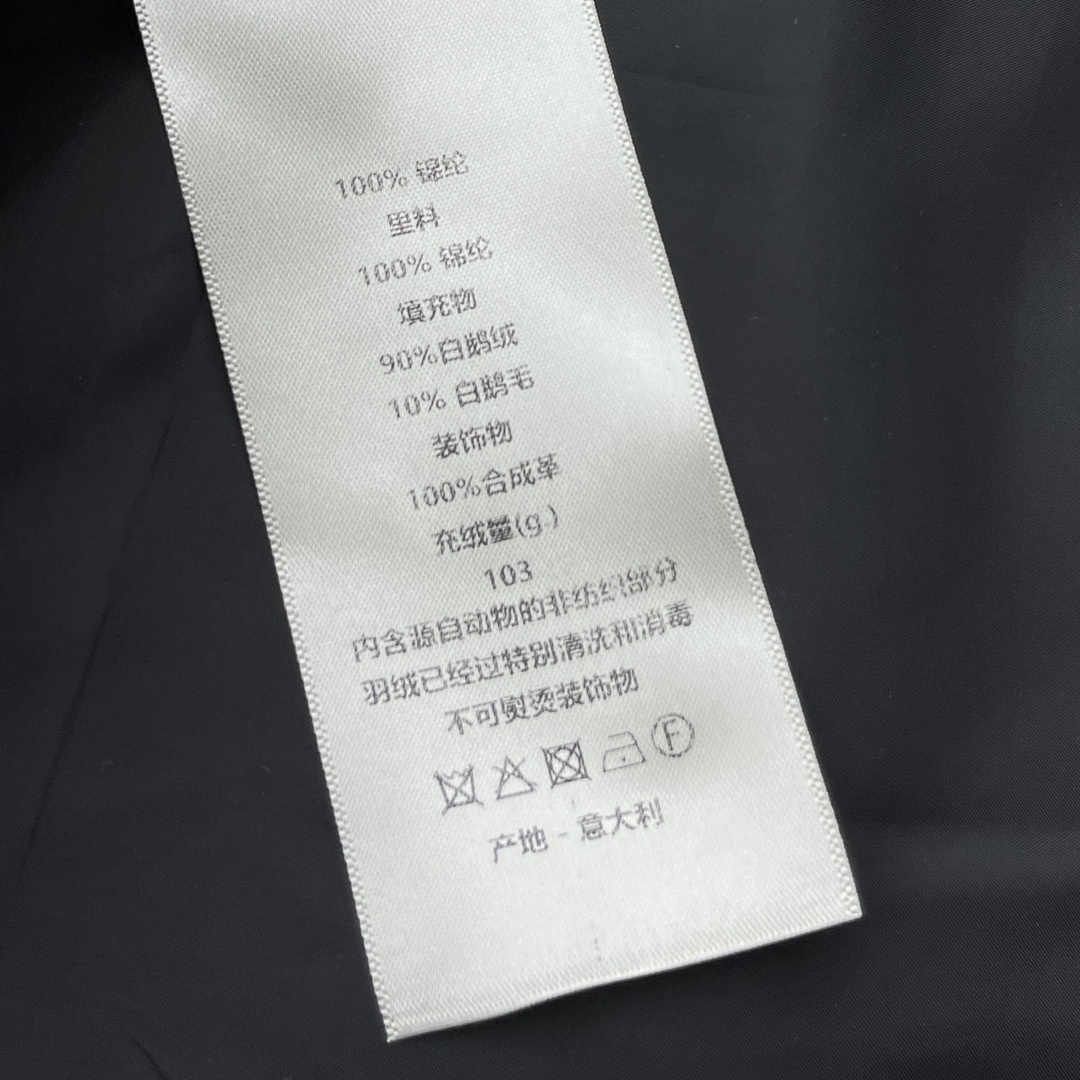 100% 锦纶
里料
100% 锦纶
填充物
90%白鹅绒
10% 白鹅毛
装饰物
100%合成革
充绒量(g.)
103
内含源自动物的非纺织部分
羽绒已经过特别清洗和消毒
不可熨烫装饰物
F
产地 - 意大利